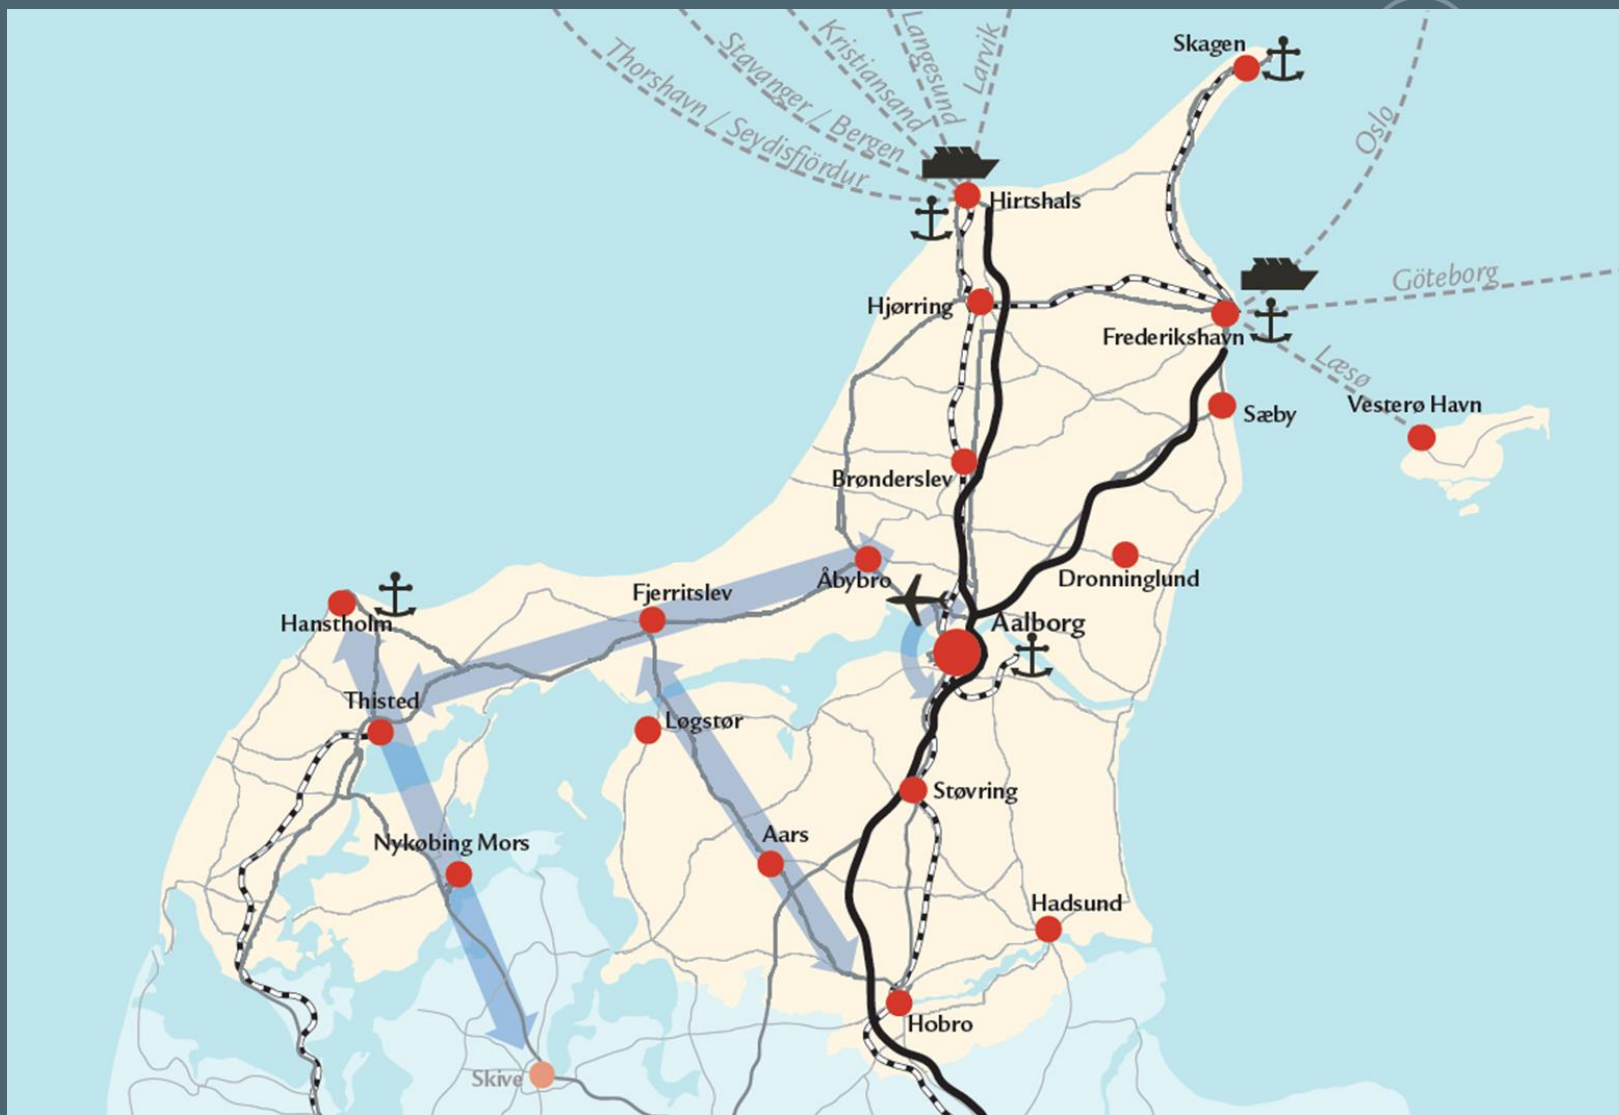 Skagen
Thorshavn / Seydisfjördur
Stavanger / Bergen
Kristiansand
Langesund
Larvik
Oslo
Hirtshals
Göteborg
Hjørring
Frederikshavn
Læsø
Vesterø Havn
Sæby
Brønderslev
Åbybro
Dronninglund
Fjerritslev
Hanstholm
Aalborg
Thisted
Løgstør
Støvring
Nykøbing Mors
Aars
Hadsund
Hobro
Skive